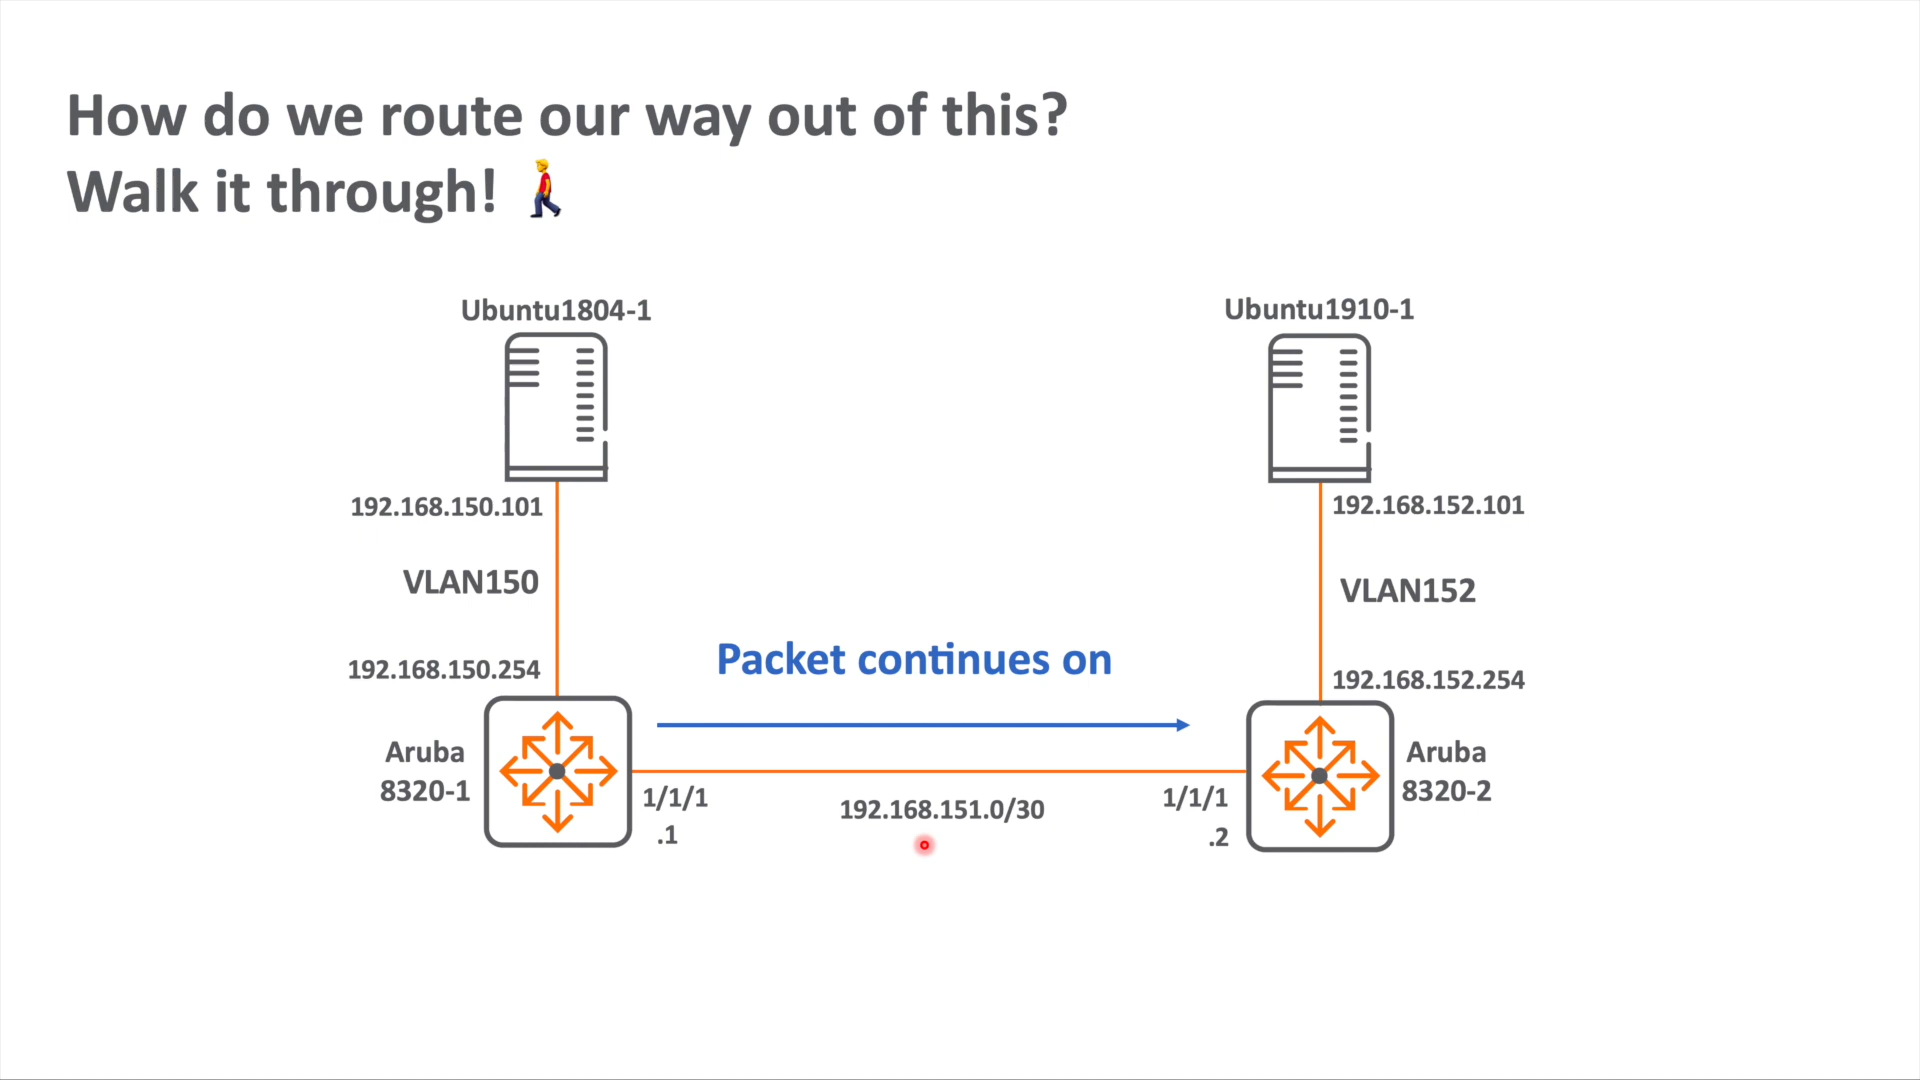 How do we route our way out of this?
Walk it through!
Ubuntu1804-1
Ubuntu1910-1
192.168.150.101
192.168.152.101
VLAN150
VLAN152
Packet continues on
192.168.150.254
192.168.152.254
Aruba
8320-1
1/1/1
.1
192.168.151.0/30
1/1/1
.2
Aruba
8320-2